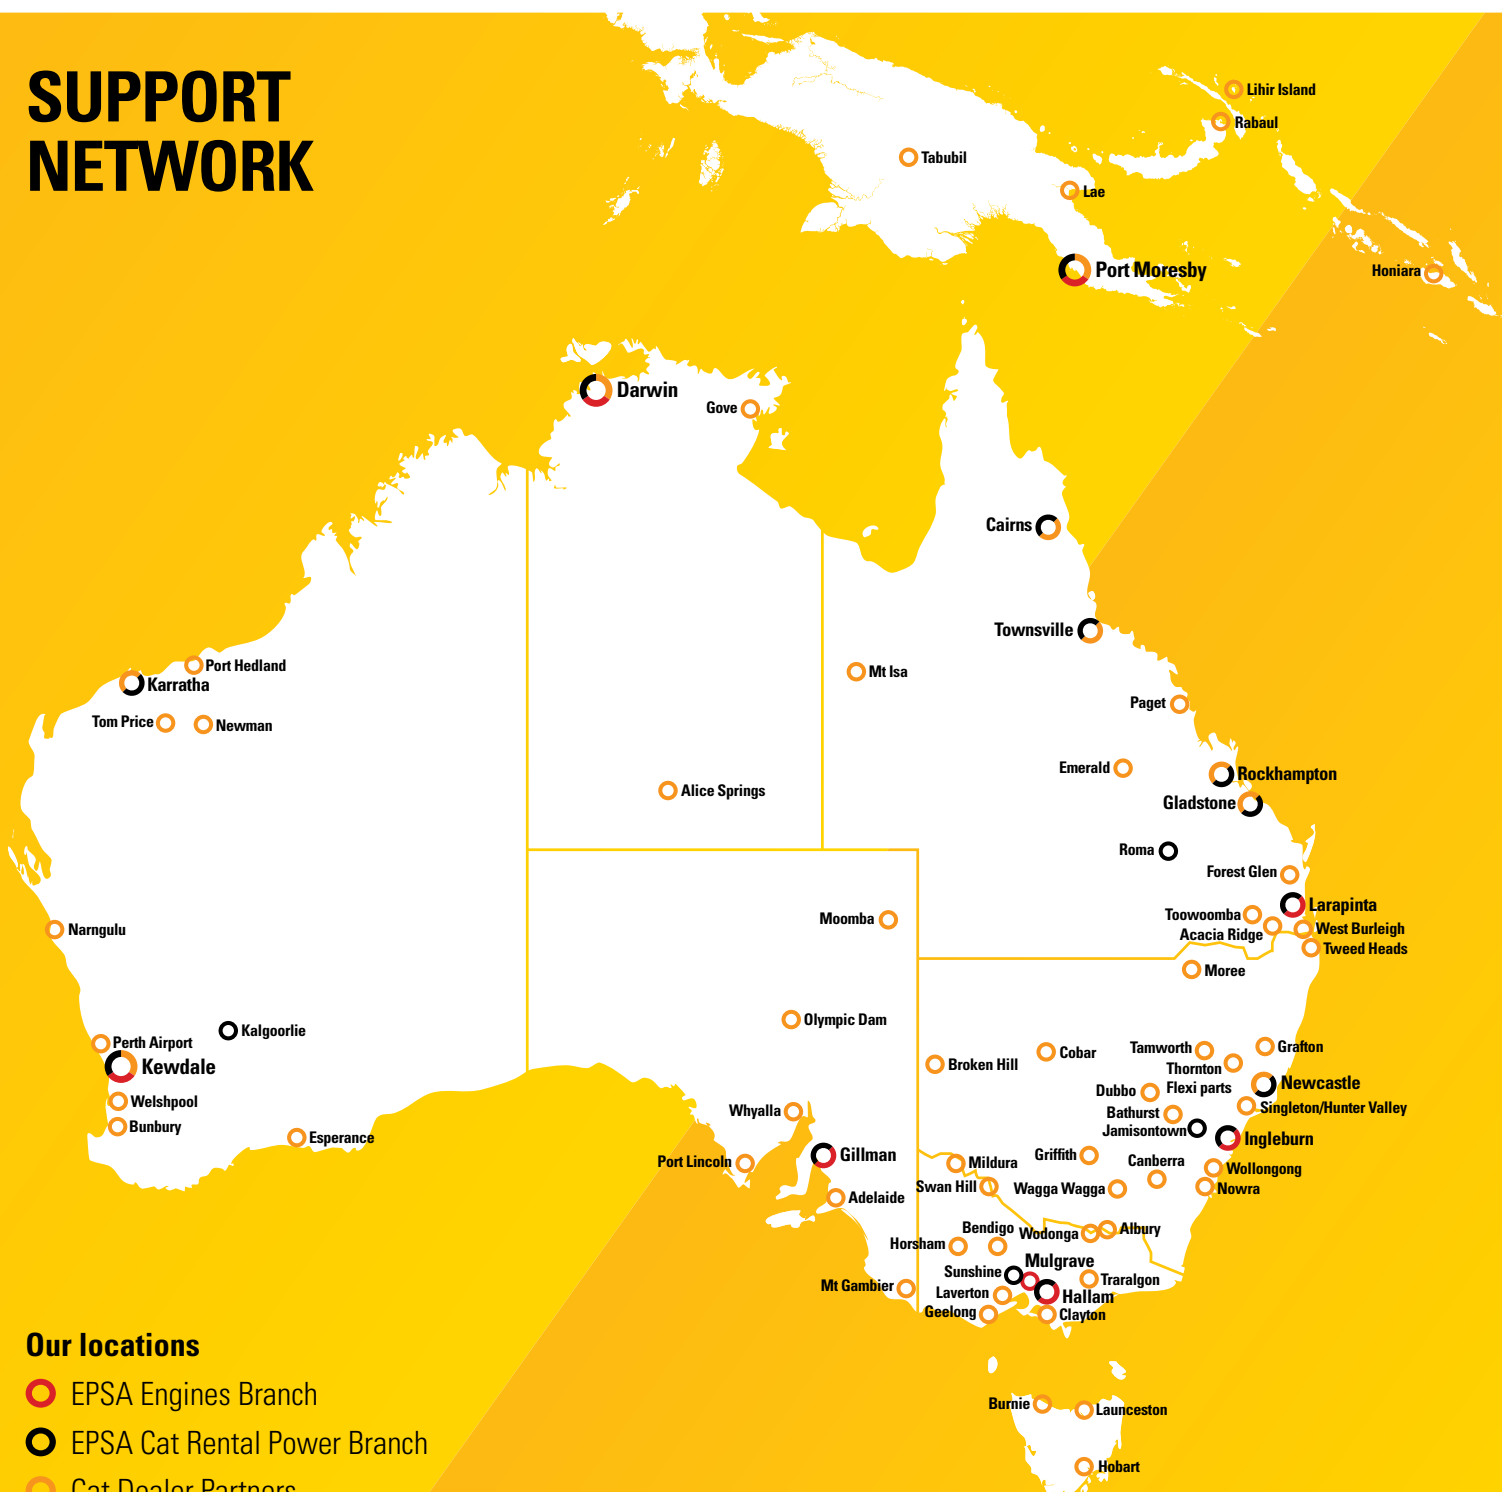 SUPPORT
NETWORK
Lihir Island
Rabaul
Tabubil
Lae
Port Moresby
Honiara
Darwin
Gove
Cairns
Townsville
Mt Isa
Port Hedland
Karratha
Tom Price
Newman
Paget
Emerald
Rockhampton
Alice Springs
Gladstone
Roma
Forest Glen
Larapinta
Toowoomba
Acacia Ridge
West Burleigh
Tweed Heads
Moomba
Narngulu
Moree
Olympic Dam
Kalgoorlie
Perth Airport
Kewdale
Broken Hill
Cobar
Tamworth
Grafton
Thornton
Flexi parts
Newcastle
Dubbo
Singleton/Hunter Valley
Bathurst
Jamisontown
Ingleburn
Welshpool
Bunbury
Esperance
Whyalla
Gillman
Port Lincoln
Mildura
Griffith
Canberra
Wollongong
Swan Hill
Wagga Wagga
Nowra
Adelaide
Bendigo
Wodonga
Albury
Horsham
Mulgrave
Sunshine
Traralgon
Mt Gambier
Laverton
Hallam
Geelong
Clayton
Our locations
EPSA Engines Branch
EPSA Cat Rental Power Branch
Cat Dealer Partners
Burnie
Launceston
Hobart